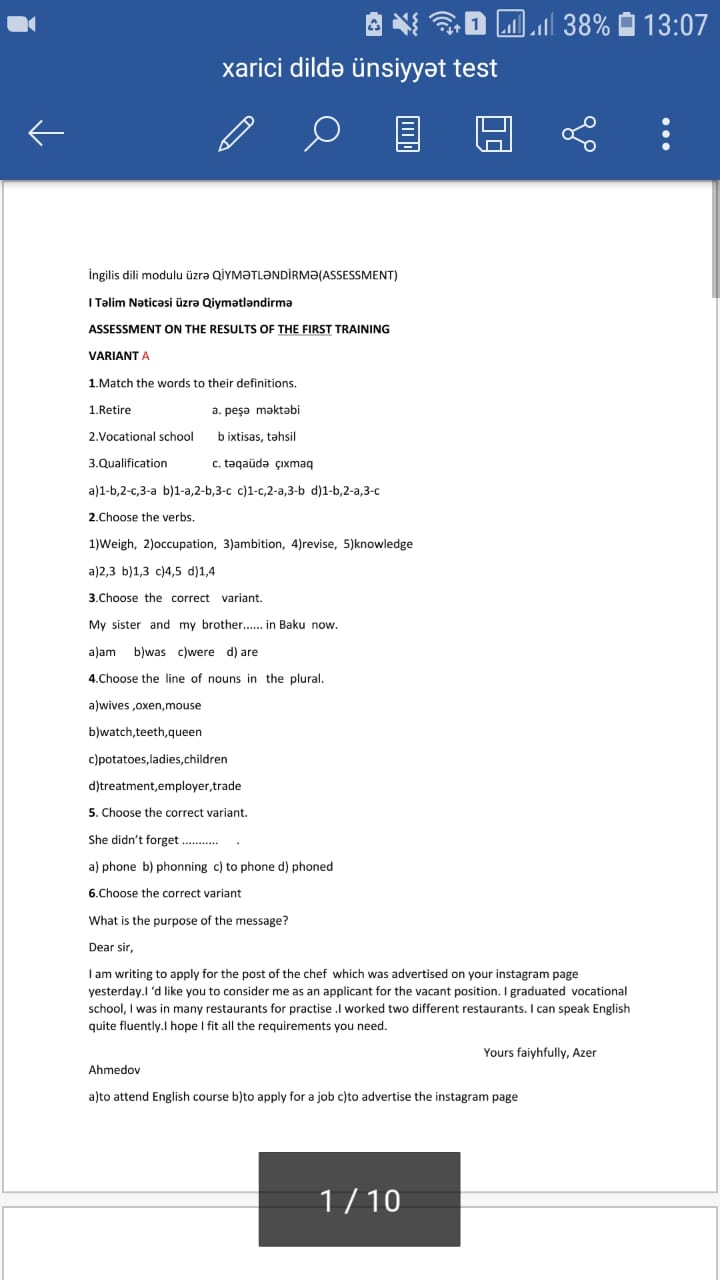 1 38% 13:07
xarici dildə ünsiyyət test
İngilis dili modulu üzrə QİYMƏTLƏNDİRMƏ(ASSESSMENT)
I Təlim Nəticəsi üzrə Qiymətləndirmə
ASSESSMENT ON THE RESULTS OF THE FIRST TRAINING
VARIANT A
1.Match the words to their definitions.
1.Retire a. peşə məktəbi
2.Vocational school b ixtisas, təhsil
3.Qualification c. təqaüdə çıxmaq
a)1-b,2-c,3-a b)1-a,2-b,3-c c)1-c,2-a,3-b d)1-b,2-a,3-c
2.Choose the verbs.
1)Weigh, 2)occupation, 3)ambition, 4)revise, 5)knowledge
a)2,3 b)1,3 c)4,5 d)1,4
3.Choose the correct variant.
My sister and my brother...... in Baku now.
a)am b)was c)were d) are
4.Choose the line of nouns in the plural.
a)wives ,oxen,mouse
b)watch,teeth,queen
c)potatoes,ladies,children
d)treatment,employer,trade
5. Choose the correct variant.
She didn't forget ........... .
a) phone b) phonning c) to phone d) phoned
6.Choose the correct variant
What is the purpose of the message?
Dear sir,
I am writing to apply for the post of the chef which was advertised on your instagram page
yesterday.I 'd like you to consider me as an applicant for the vacant position. I graduated vocational
school, I was in many restaurants for practise .I worked two different restaurants. I can speak English
quite fluently.I hope I fit all the requirements you need.
Yours faiyhfully, Azer
Ahmedov
a)to attend English course b)to apply for a job c)to advertise the instagram page
1 / 10